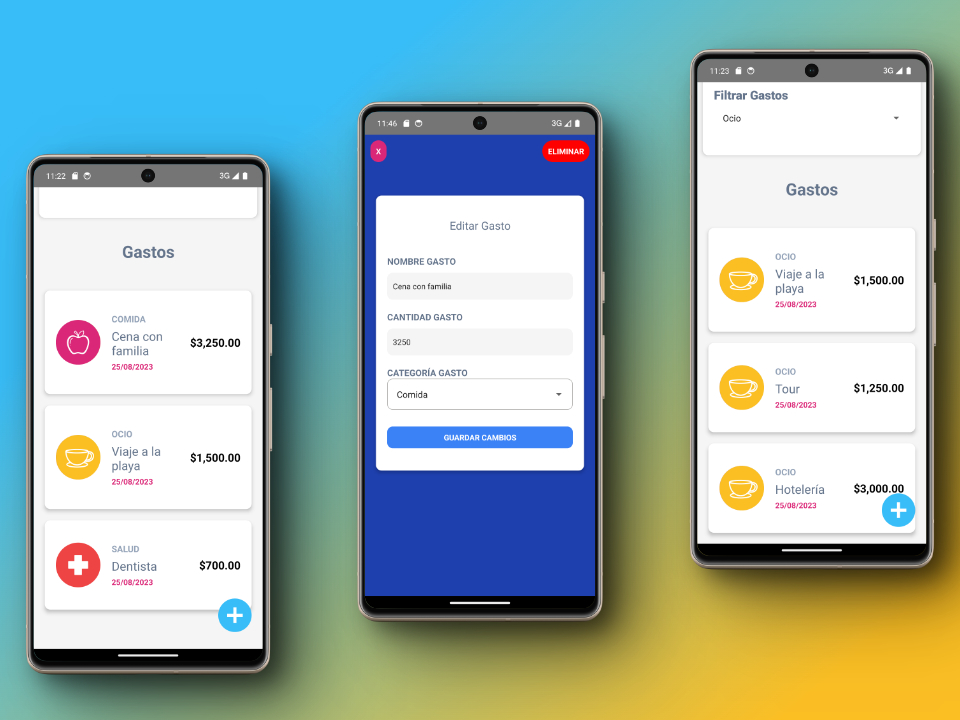 11:22
3G
Gastos
COMIDA
Cena con
familia
25/08/2023
$3,250.00
OCIO
Viaje a la
playa
25/08/2023
$1,500.00
SALUD
Dentista
25/08/2023
$700.00
+
11:46
3G
X
ELIMINAR
Editar Gasto
NOMBRE GASTO
Cena con familia
CANTIDAD GASTO
3250
CATEGORÍA GASTO
Comida
GUARDAR CAMBIOS
11:23
3G
Filtrar Gastos
Ocio
Gastos
OCIO
Viaje a la
playa
25/08/2023
$1,500.00
OCIO
Tour
25/08/2023
$1,250.00
OCIO
Hotelería
25/08/2023
$3,000.00
+